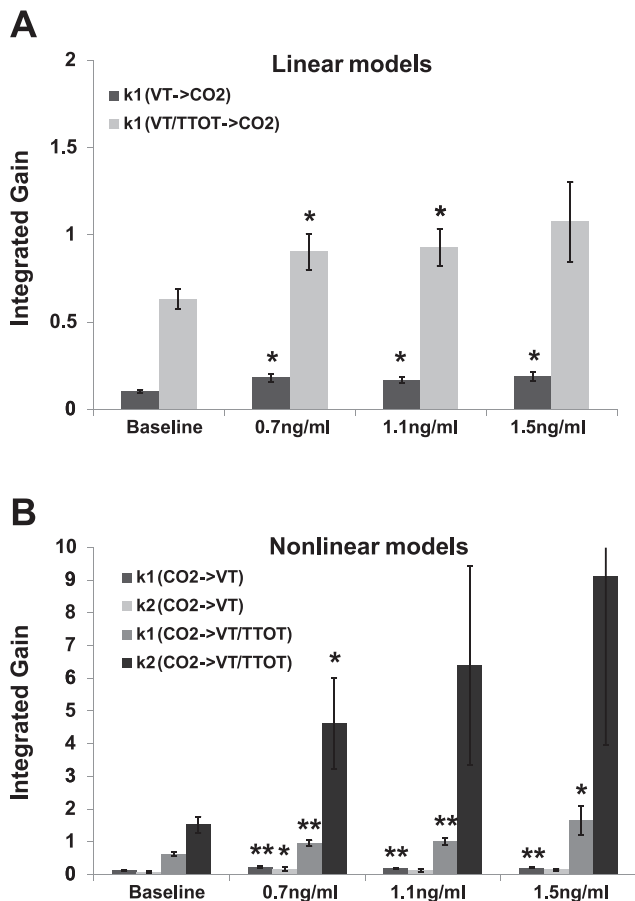 A
Linear models
2
1.5
1
0.5
0
Integrated Gain
k1(VT->CO2)
k1(VT/TTOT->CO2)
* * * * *
Baseline 0.7ng/ml 1.1ng/ml 1.5ng/ml
B
Nonlinear models
10
9
8
7
6
5
4
3
2
1
0
Integrated Gain
k1(CO2->VT)
k2(CO2->VT)
k1(CO2->VT/TTOT)
k2(CO2->VT/TTOT)
*
** * ** ** ** ** *
Baseline 0.7ng/ml 1.1ng/ml 1.5ng/ml